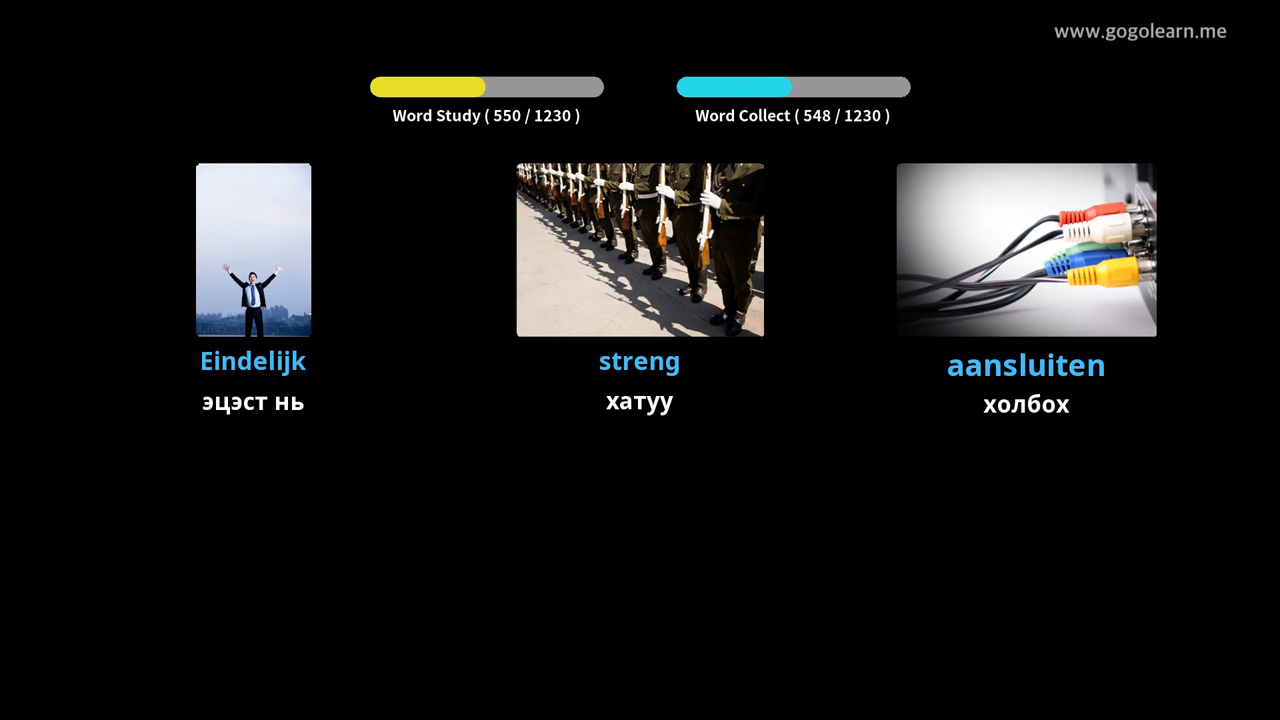 www.gogolearn.me
Word Study ( 550 / 1230 )
Word Collect ( 548 / 1230 )
Eindelijk
эцэст нь
streng
хатуу
aansluiten
холбох